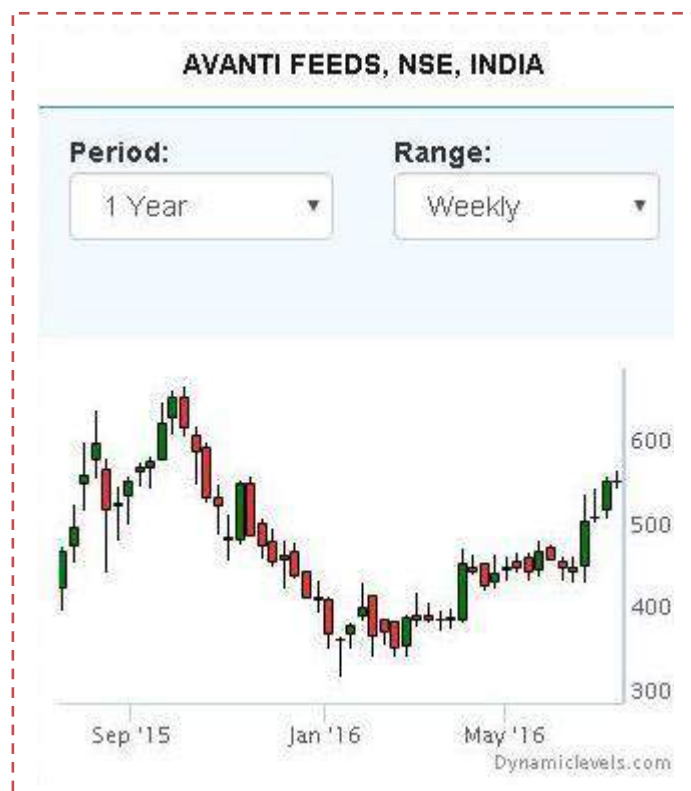 AVANTI FEEDS, NSE, INDIA
Period: Range:
1 Year Weekly
600
500
400
300
Sep '15 Jan '16 May '16
Dynamiclevels.com